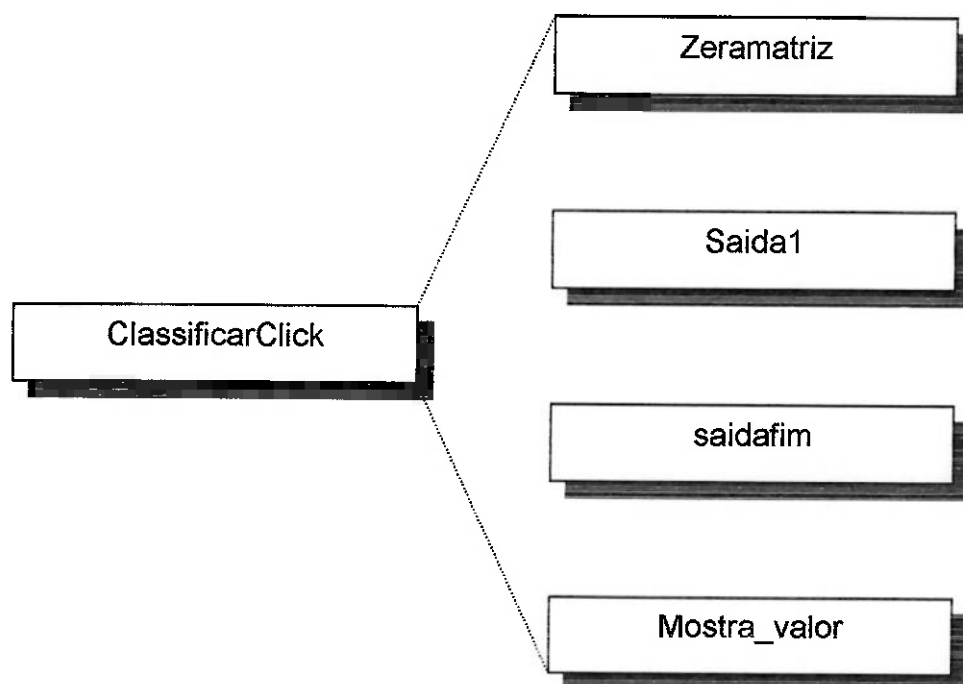 Zeramatriz
Saida1
ClassificarClick
saidafim
Mostra_valor